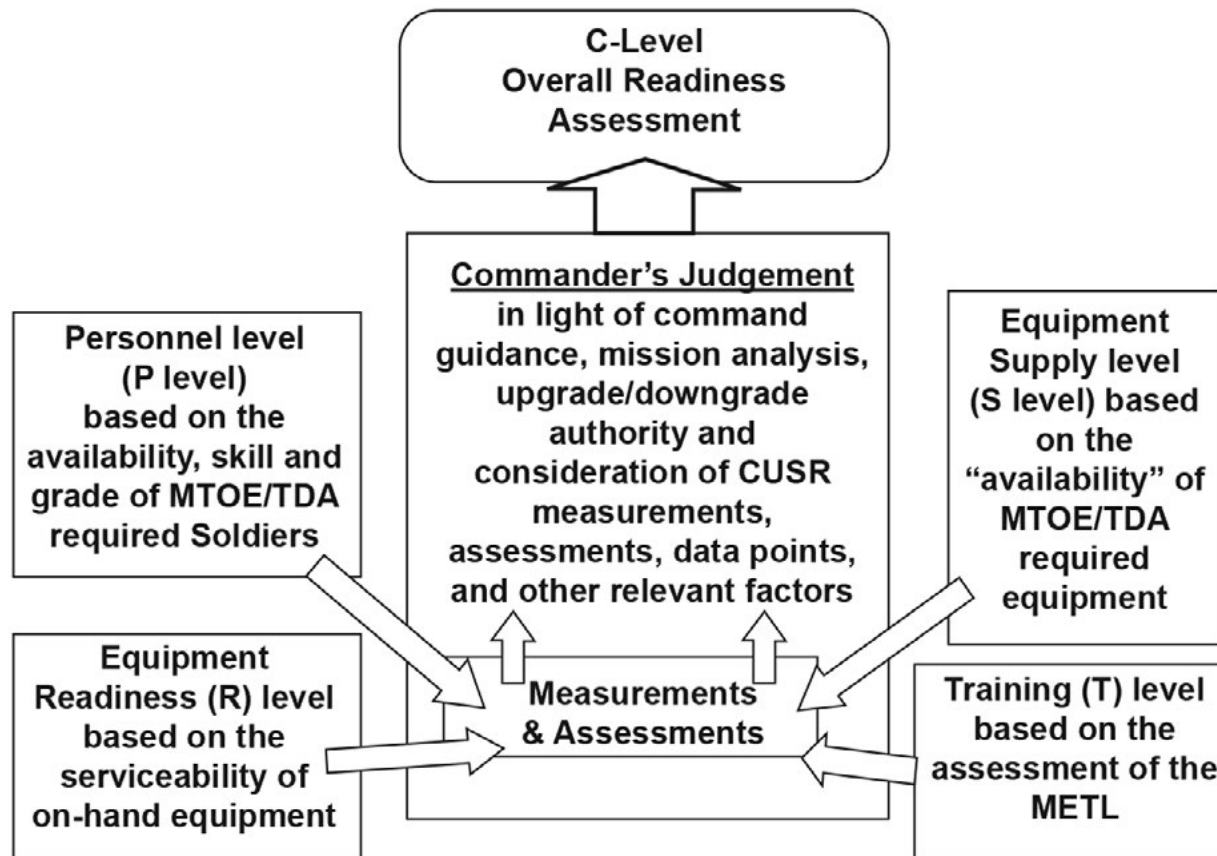 C-Level
Overall Readiness
Assessment
Commander's Judgement
in light of command
guidance, mission analysis,
upgrade/downgrade
authority and
consideration of CUSR
measurements,
assessments, data points,
and other relevant factors
Personnel level
(P level)
based on the
availability, skill and
grade of MTOE/TDA
required Soldiers
Equipment
Supply level
(S level) based
on the
“availability” of
MTOE/TDA
required
equipment
Equipment
Readiness (R) level
based on the
serviceability of
on-hand equipment
Measurements
& Assessments
Training (T) level
based on the
assessment of the
METL